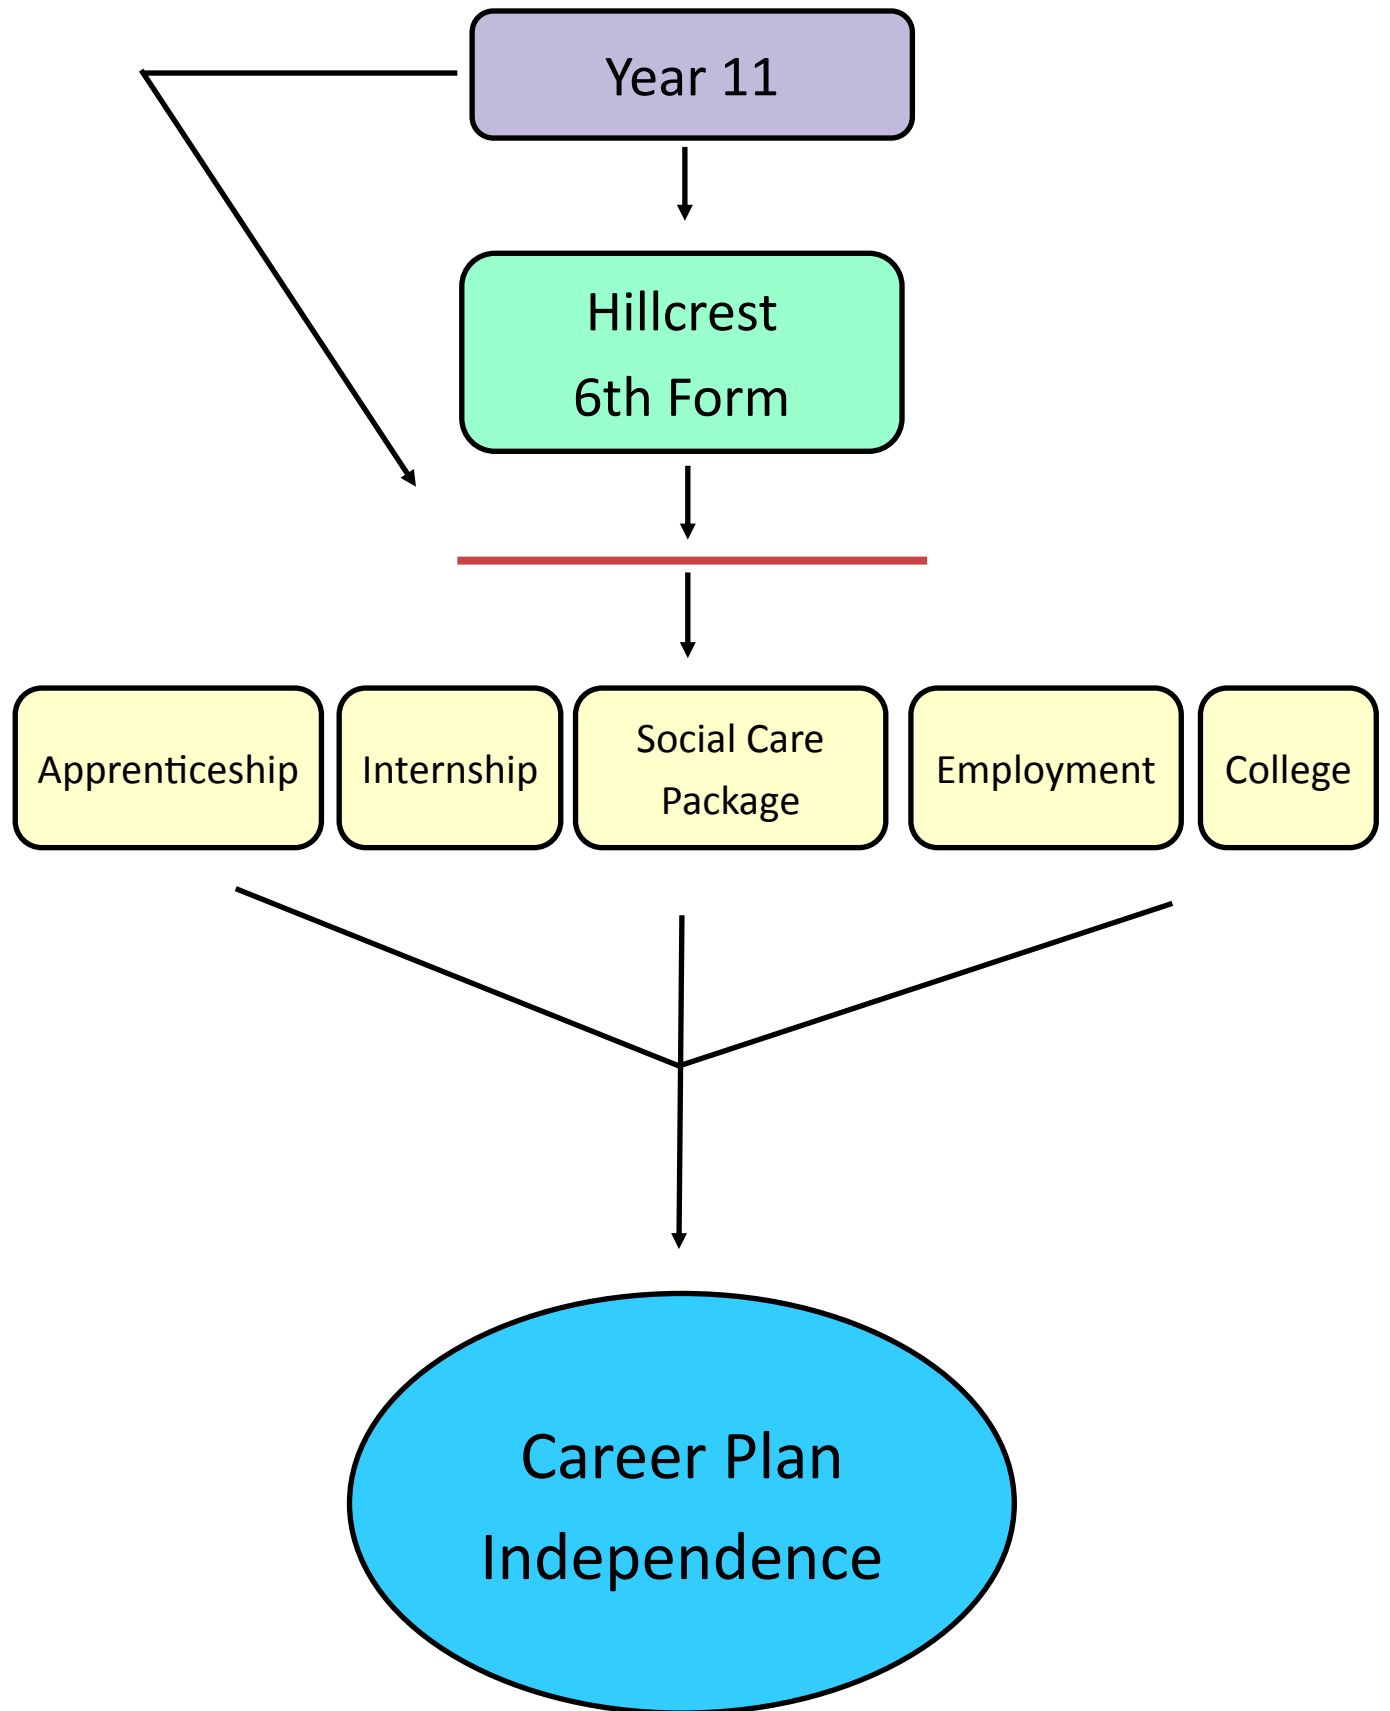 Year 11
Hillcrest
6th Form
Apprenticeship
Internship
Social Care
Package
Employment
College
Career Plan
Independence